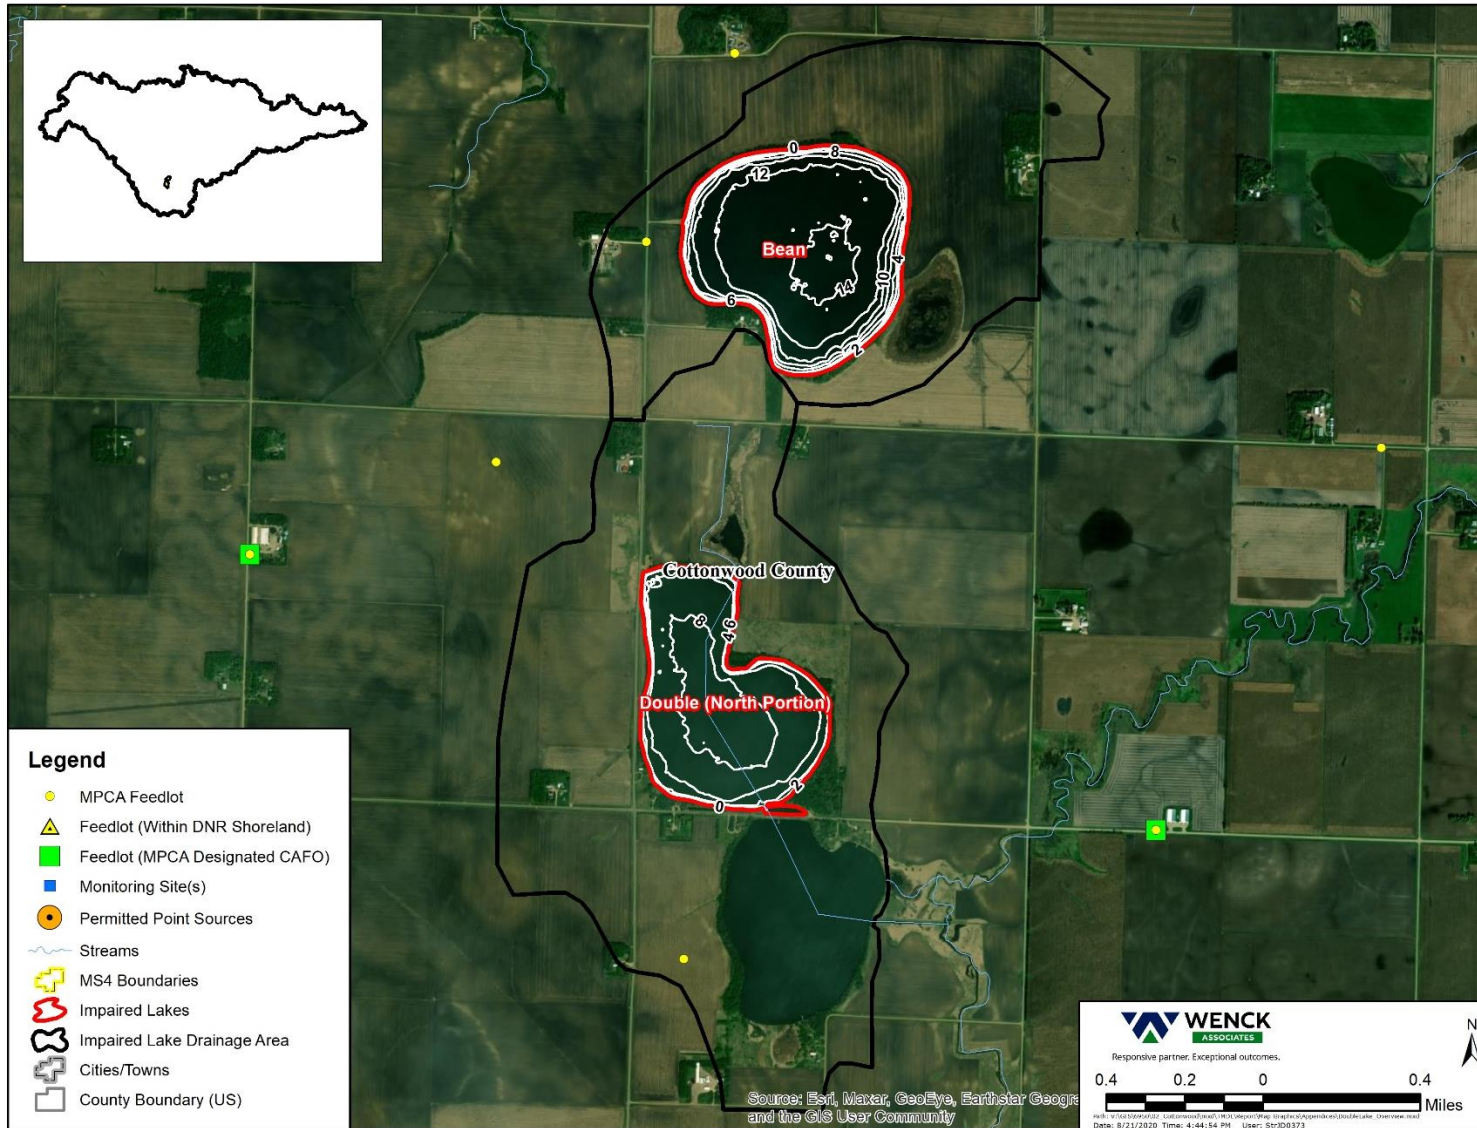 0
8
12
Bean
4
10
14
6
2
Cottonwood County
8
4 6
Double (North Portion)
2
0
Legend
MPCA Feedlot
Feedlot (Within DNR Shoreland)
Feedlot (MPCA Designated CAFO)
Monitoring Site(s)
Permitted Point Sources
Streams
MS4 Boundaries
Impaired Lakes
Impaired Lake Drainage Area
Cities/Towns
County Boundary (US)
Source: Esri, Maxar, GeoEye, Earthstar Geogra
and the GIS User Community
WENCK
ASSOCIATES
Responsive partner. Exceptional outcomes.
N
0.4 0.2 0 0.4
Miles
Date: 8/21/2020 Time: 4:44:54 PM User: StrJD0373